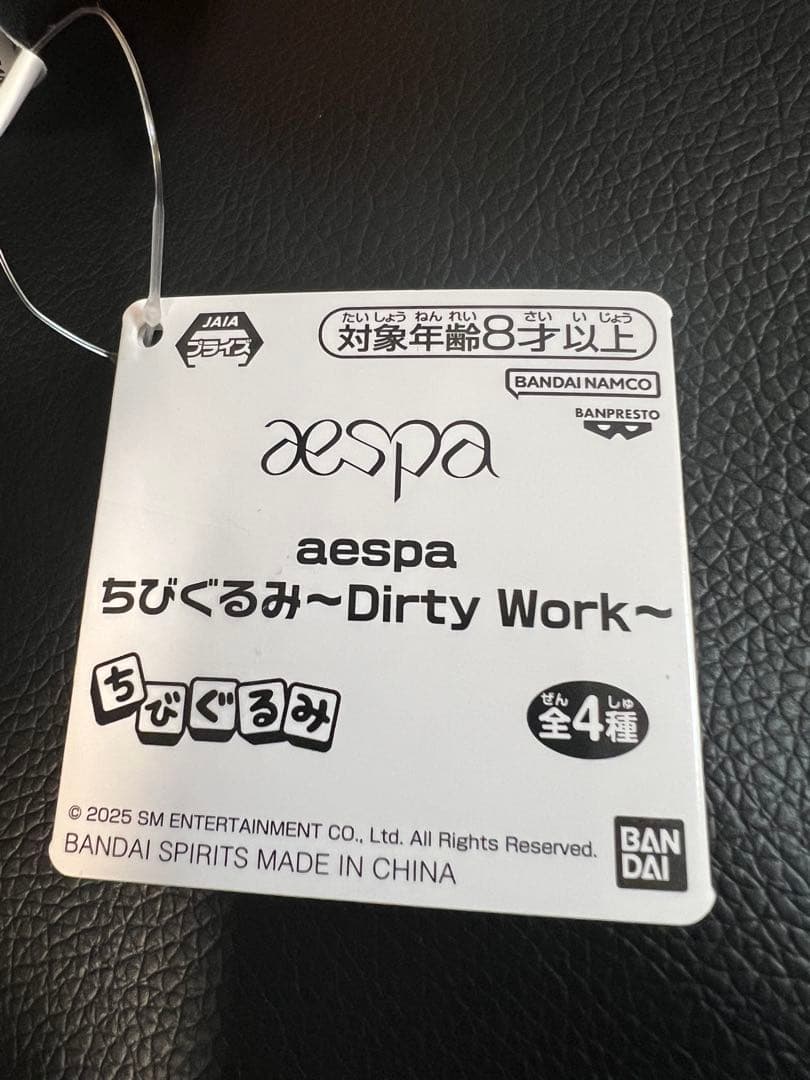 JAIA
プライズ
たいしょうねんれい さいいじょう
対象年齢8才以上
BANDAI NAMCO
BANPRESTO
aespa
aespa
ちびぐるみ～Dirty Work～
ちびぐるみ
ぜん しゅ
全4種
© 2025 SM ENTERTAINMENT CO., Ltd. All Rights Reserved.
BANDAI SPIRITS MADE IN CHINA
BAN
DAI